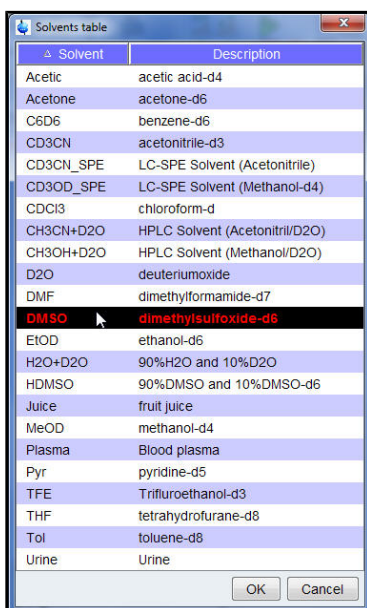 Solvents table
△ Solvent Description
Acetic acetic acid-d4
Acetone acetone-d6
C6D6 benzene-d6
CD3CN acetonitrile-d3
CD3CN_SPE LC-SPE Solvent (Acetonitrile)
CD3OD_SPE LC-SPE Solvent (Methanol-d4)
CDCl3 chloroform-d
CH3CN+D2O HPLC Solvent (Acetonitril/D2O)
CH3OH+D2O HPLC Solvent (Methanol/D2O)
D2O deuteriumoxide
DMF dimethylformamide-d7
DMSO dimethylsulfoxide-d6
EtOD ethanol-d6
H2O+D2O 90%H2O and 10%D2O
HDMSO 90%DMSO and 10%DMSO-d6
Juice fruit juice
MeOD methanol-d4
Plasma Blood plasma
Pyr pyridine-d5
TFE Trifluroethanol-d3
THF tetrahydrofurane-d8
Tol toluene-d8
Urine Urine
OK Cancel